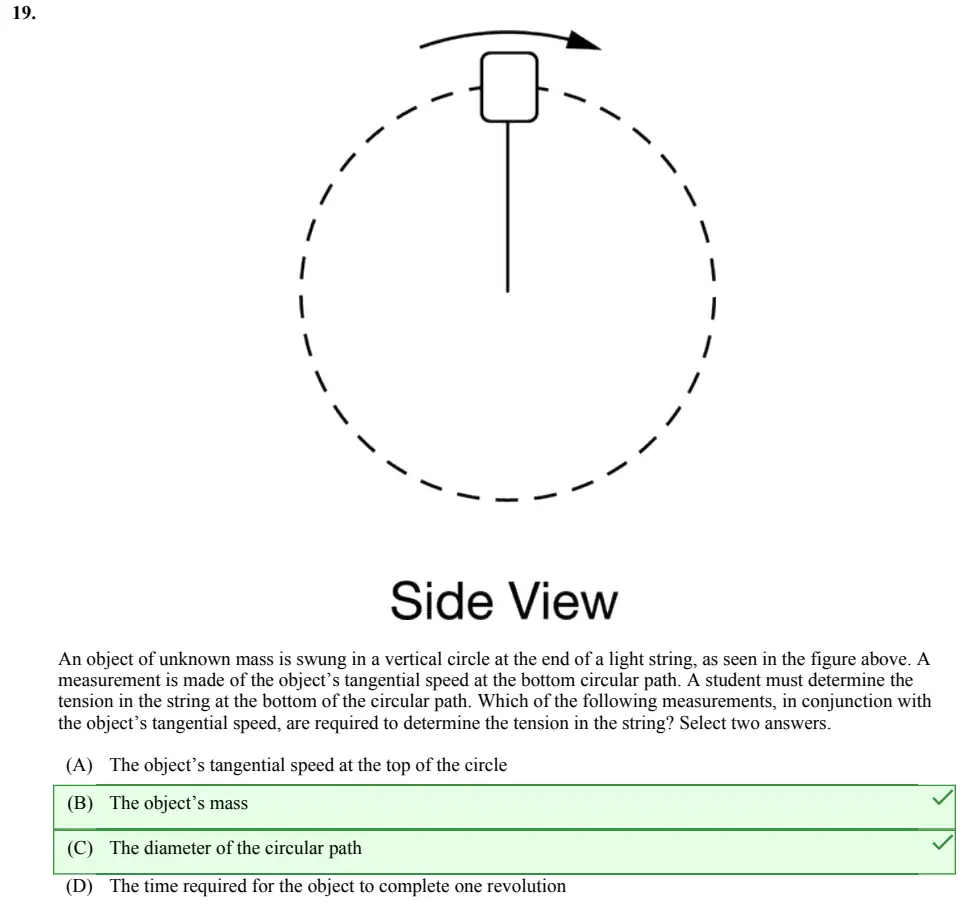 19.
Side View
An object of unknown mass is swung in a vertical circle at the end of a light string, as seen in the figure above. A
measurement is made of the object’s tangential speed at the bottom circular path. A student must determine the
tension in the string at the bottom of the circular path. Which of the following measurements, in conjunction with
the object’s tangential speed, are required to determine the tension in the string? Select two answers.
(A) The object’s tangential speed at the top of the circle
(B) The object’s mass
(C) The diameter of the circular path
(D) The time required for the object to complete one revolution